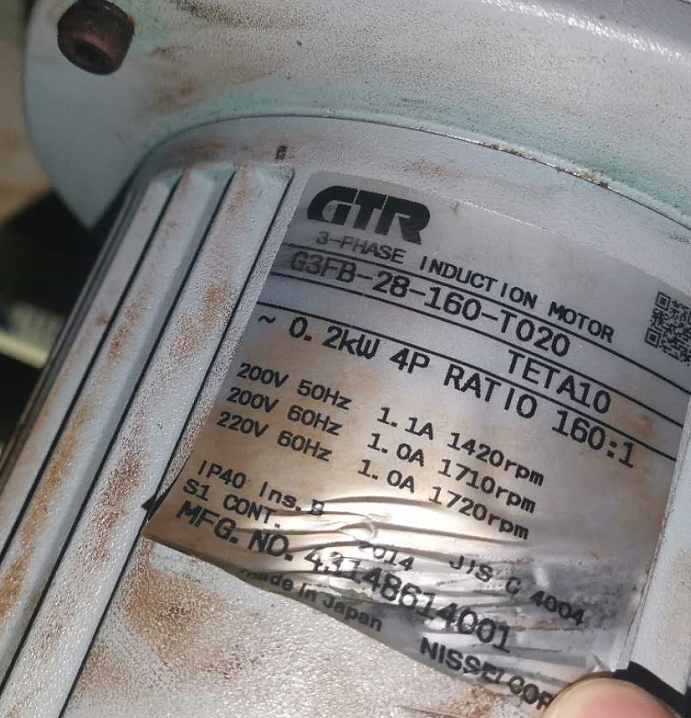 GTR
3-PHASE INDUCTION MOTOR
G3FB-28-160-T020
TETA10
~ 0.2kW 4P RATIO 160:1
200V 50Hz 1.1A 1420rpm
200V 60Hz 1.0A 1710rpm
220V 60Hz 1.0A 1720rpm
IP40 Ins.
S1 CONT. 2014 JIS C 4004
MFG. NO.
made in Japan NISSEI COR